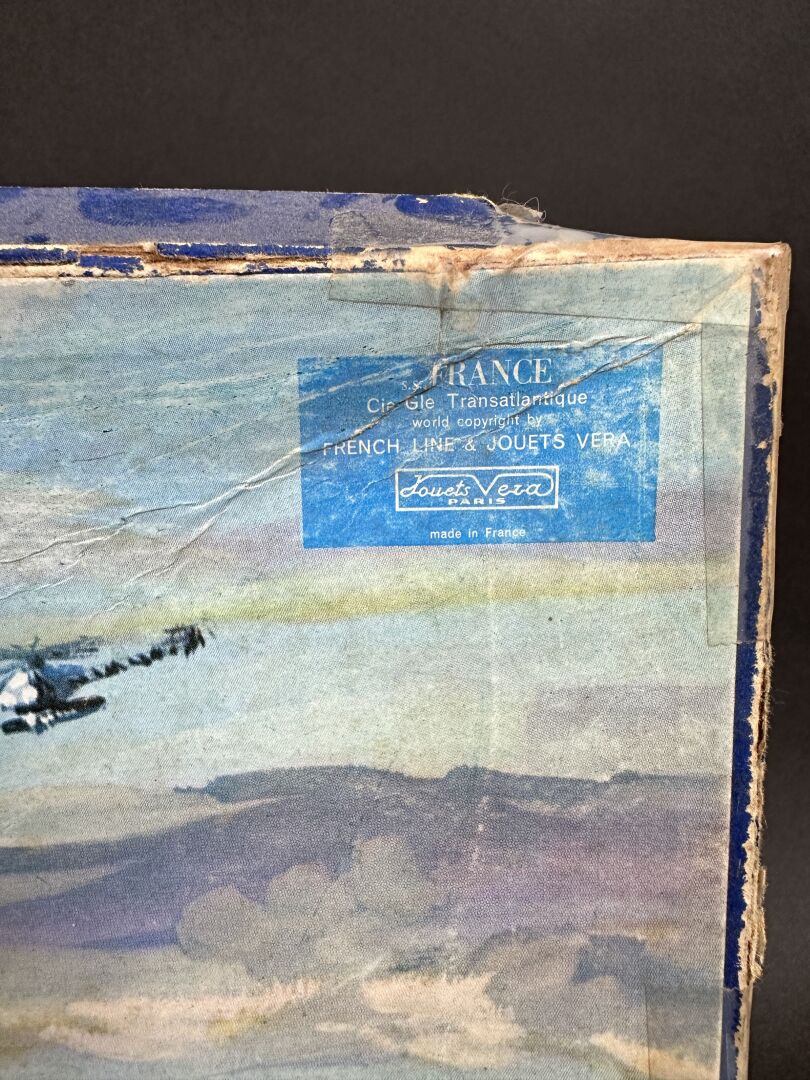 s.s. FRANCE
Cie Gle Transatlantique
world copyright by
FRENCH LINE & JOUETS VERA
Jouets Vera
PARIS
made in France